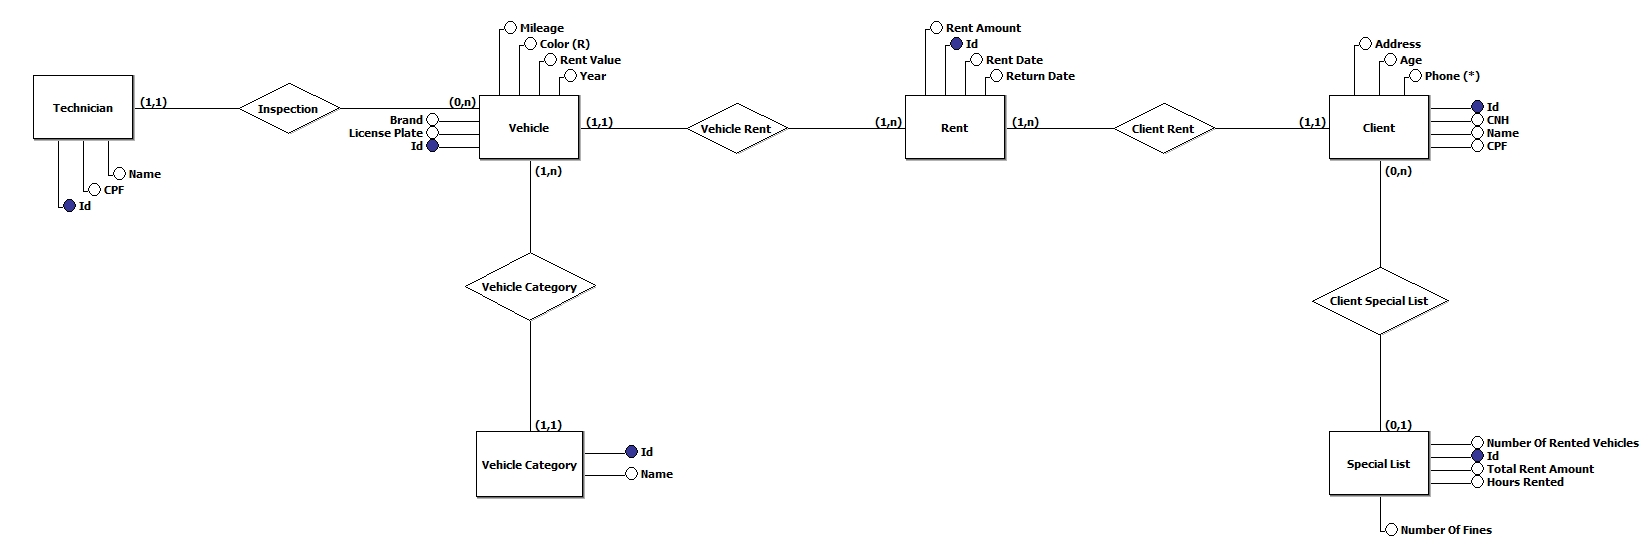 Mileage
Color (R)
Rent Value
Year
Rent Amount
Id
Rent Date
Return Date
Address
Age
Phone (*)
Technician
(1,1)
Inspection
(0,n)
Brand
License Plate
Id
Vehicle
(1,1)
Vehicle Rent
(1,n)
Rent
(1,n)
Client Rent
(1,1)
Client
Id
CNH
Name
CPF
Name
CPF
Id
(1,n)
(0,n)
Vehicle Category
Client Special List
(1,1)
(0,1)
Vehicle Category
Id
Name
Special List
Number Of Rented Vehicles
Id
Total Rent Amount
Hours Rented
Number Of Fines